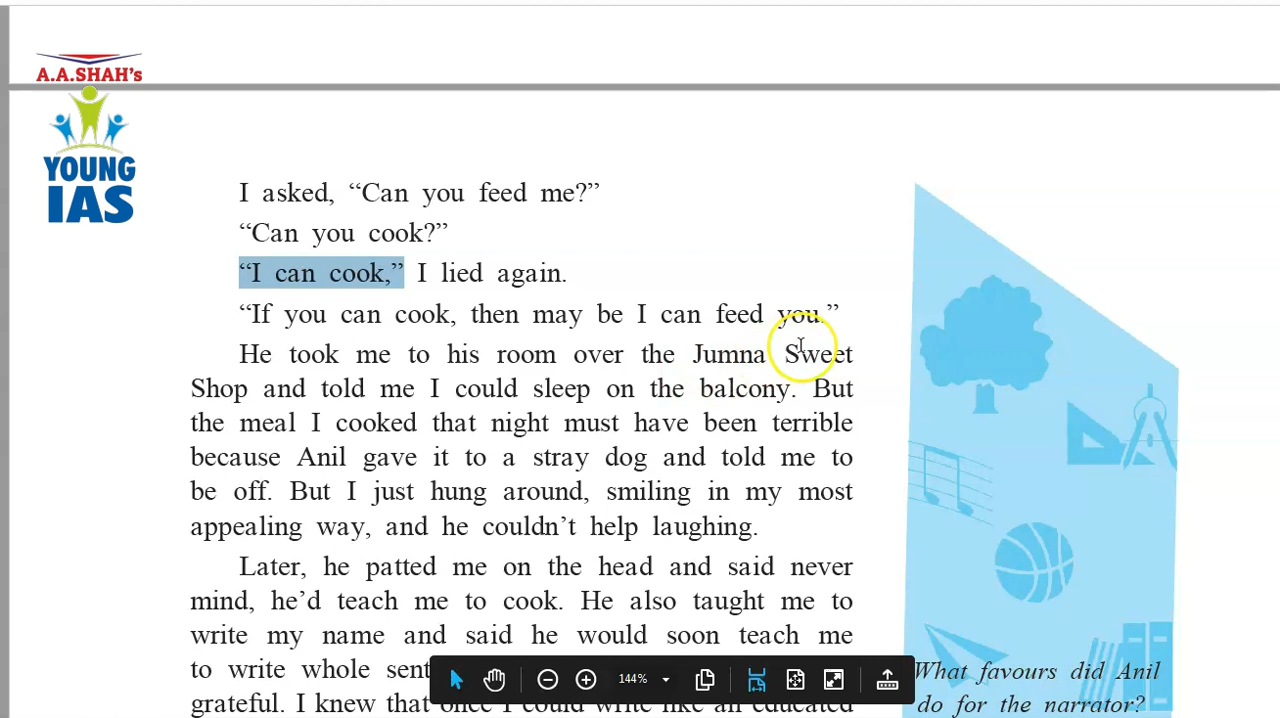 A.A.SHAH's
YOUNG
IAS
I asked, “Can you feed me?”
“Can you cook?”
“I can cook,” I lied again.
“If you can cook, then may be I can feed you.”
He took me to his room over the Jumna Sweet
Shop and told me I could sleep on the balcony. But
the meal I cooked that night must have been terrible
because Anil gave it to a stray dog and told me to
be off. But I just hung around, smiling in my most
appealing way, and he couldn’t help laughing.
Later, he patted me on the head and said never
mind, he’d teach me to cook. He also taught me to
write my name and said he would soon teach me
to write whole sent
grateful. I knew that once I could write like an educated
What favours did Anil
do for the narrator?
144%